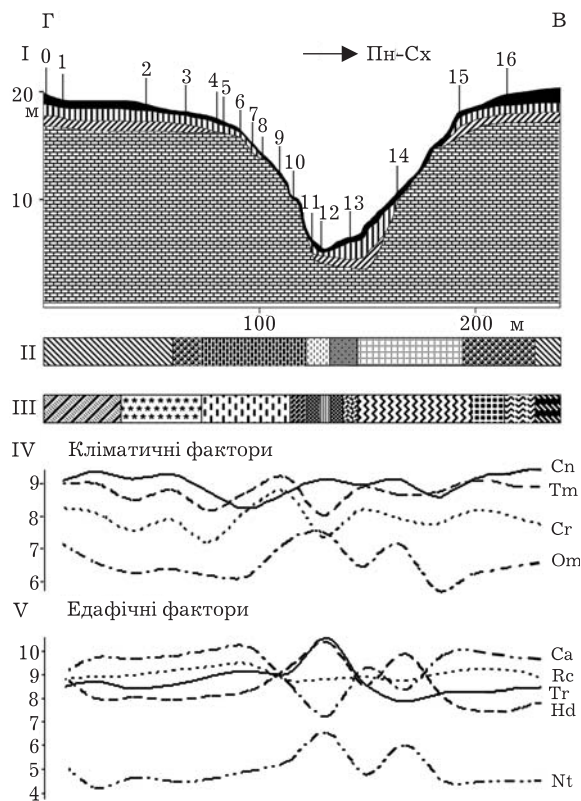 Г В
I Пн-Сх
0 1 2 3 4 5 6 7 8 9 10 11 12 13 14 15 16
20
м
10
100 200 м
II
III
IV Кліматичні фактори
9
8
7
6
Cn
Tm
Cr
Om
V Едафічні фактори
10
9
8
7
6
5
4
Ca
Rc
Tr
Hd
Nt